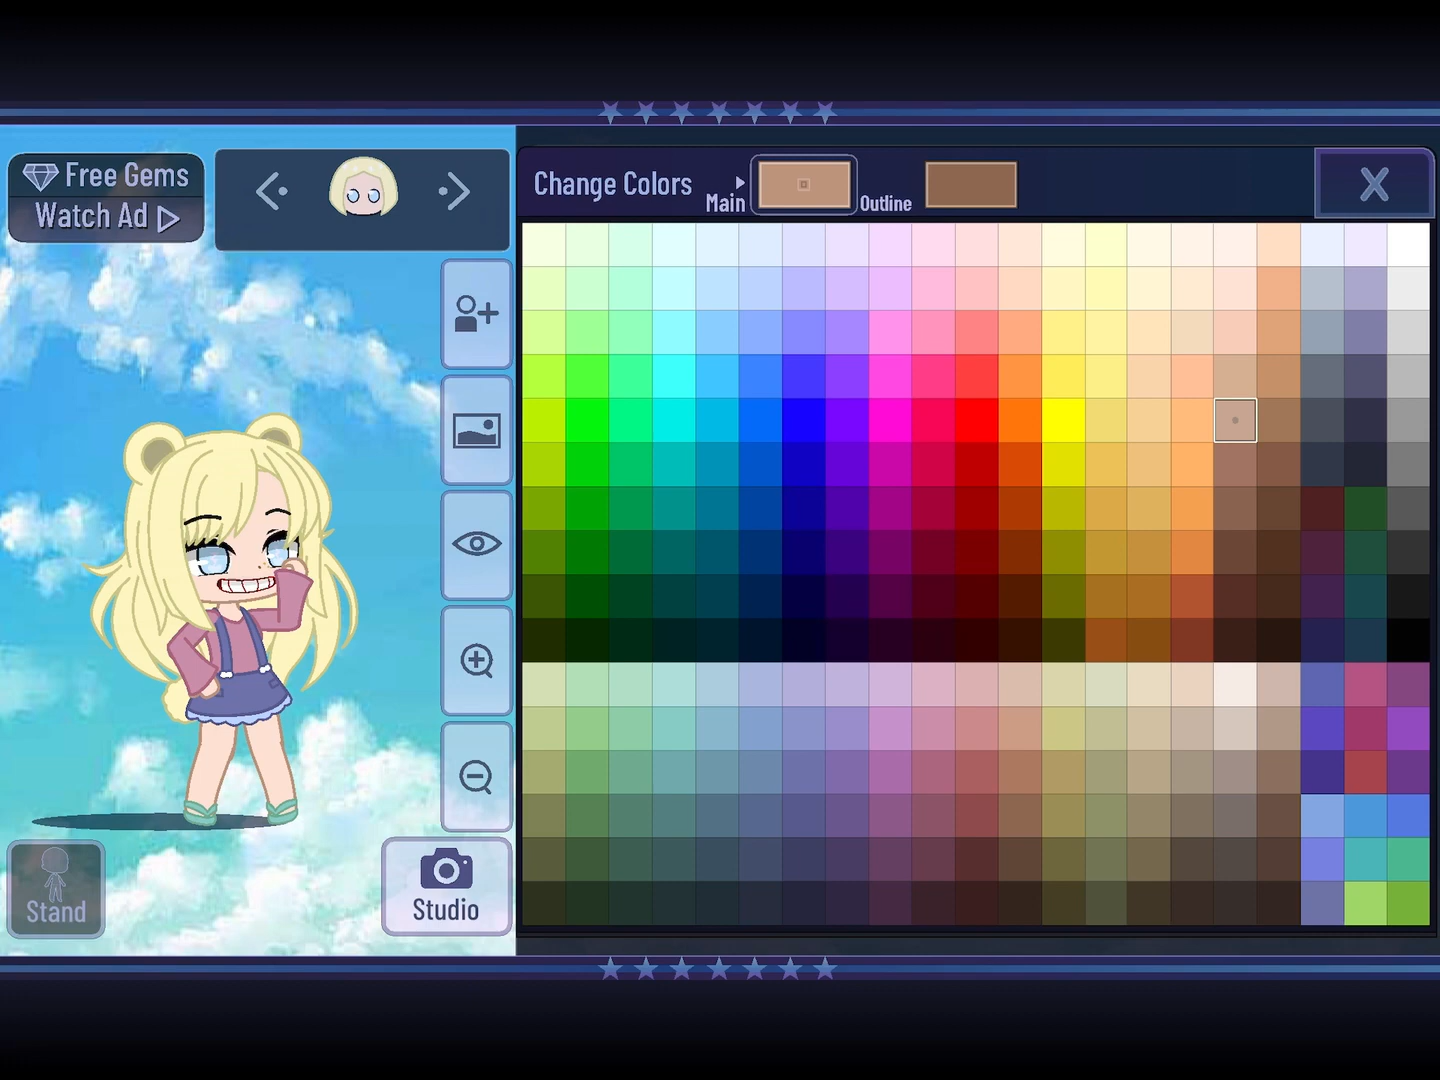 Free Gems
Watch Ad
Change Colors
Main
Outline
X
Stand
Studio